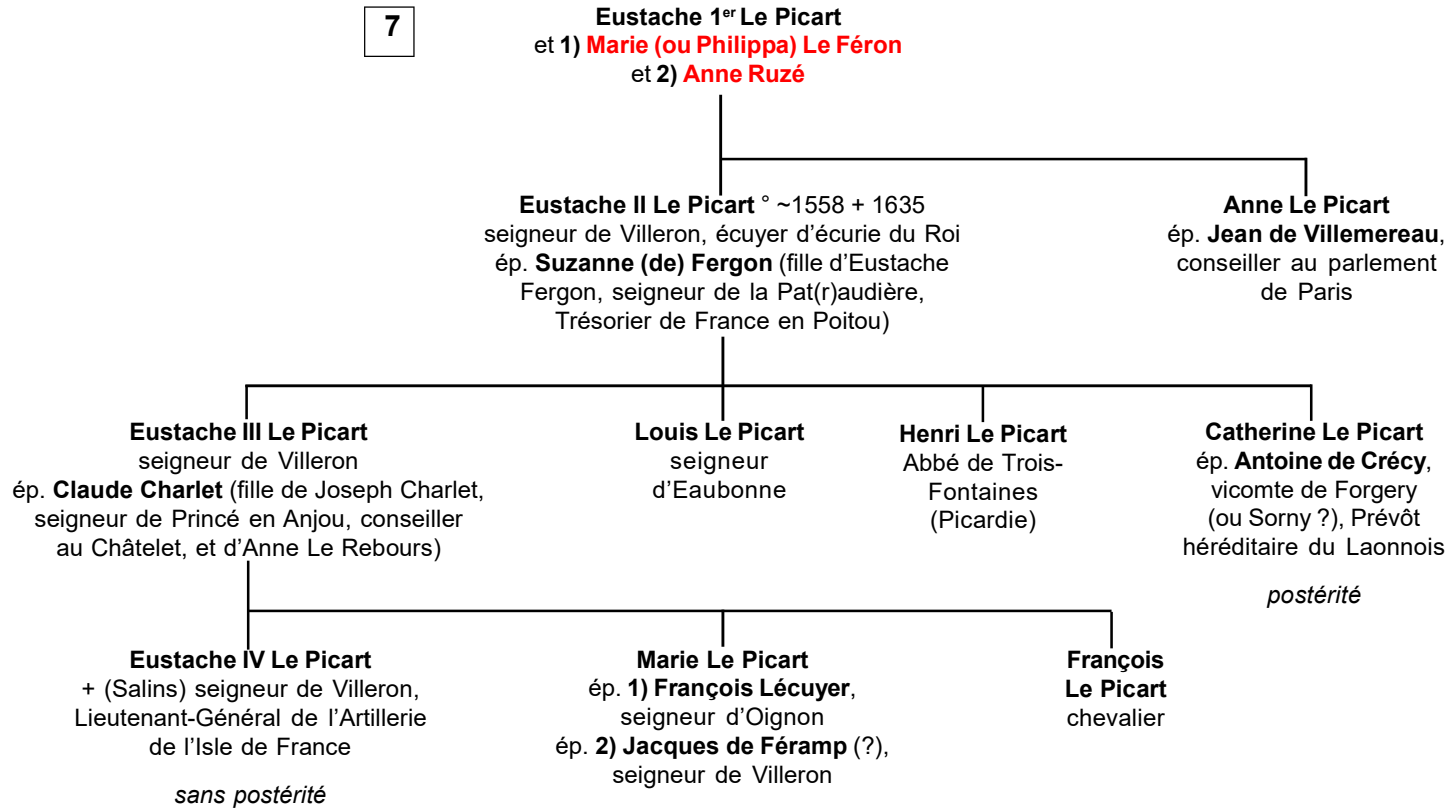 7
Eustache 1er Le Picart
et 1) Marie (ou Philippa) Le Féron
et 2) Anne Ruzé
Eustache II Le Picart ° ~1558 + 1635
seigneur de Villeron, écuyer d'écurie du Roi
ép. Suzanne (de) Fergon (fille d'Eustache
Fergon, seigneur de la Pat(r)audière,
Trésorier de France en Poitou)
Anne Le Picart
ép. Jean de Villemereau,
conseiller au parlement
de Paris
Eustache III Le Picart
seigneur de Villeron
ép. Claude Charlet (fille de Joseph Charlet,
seigneur de Princé en Anjou, conseiller
au Châtelet, et d'Anne Le Rebours)
Louis Le Picart
seigneur
d'Eaubonne
Henri Le Picart
Abbé de Trois-
Fontaines
(Picardie)
Catherine Le Picart
ép. Antoine de Crécy,
vicomte de Forgery
(ou Sorny ?), Prévôt
héréditaire du Laonnois
postérité
Eustache IV Le Picart
+ (Salins) seigneur de Villeron,
Lieutenant-Général de l'Artillerie
de l'Isle de France
sans postérité
Marie Le Picart
ép. 1) François Lécuyer,
seigneur d'Oignon
ép. 2) Jacques de Féramp (?),
seigneur de Villeron
François
Le Picart
chevalier